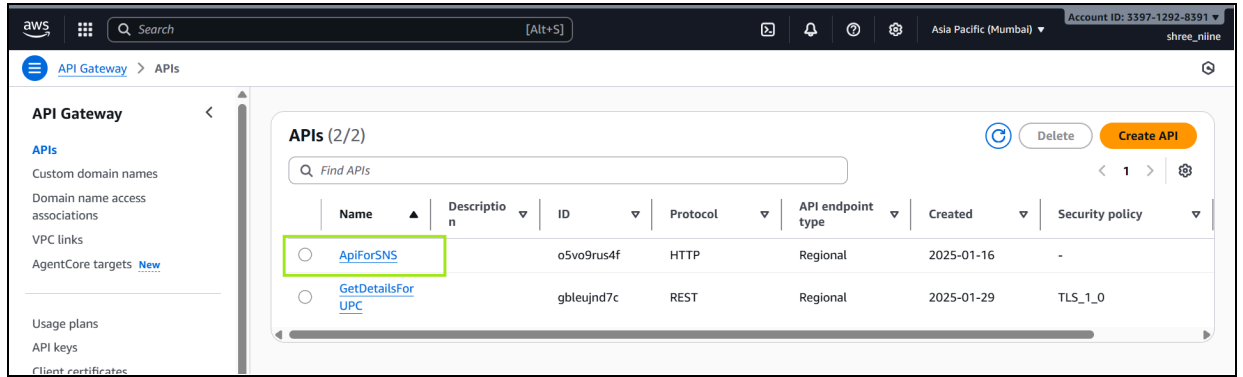 aws
Search
[Alt+S]
Asia Pacific (Mumbai)
Account ID: 3397-1292-8391
shree_niine
API Gateway > APIs
API Gateway
APIs
Custom domain names
Domain name access
associations
VPC links
AgentCore targets New
Usage plans
API keys
Client certificates
APIs (2/2)
Delete
Create API
Find APIs
1
Name
Descriptio
n
ID
Protocol
API endpoint
type
Created
Security policy
ApiForSNS
o5vo9rus4f
HTTP
Regional
2025-01-16
-
GetDetailsFor
UPC
gbleujnd7c
REST
Regional
2025-01-29
TLS_1_0